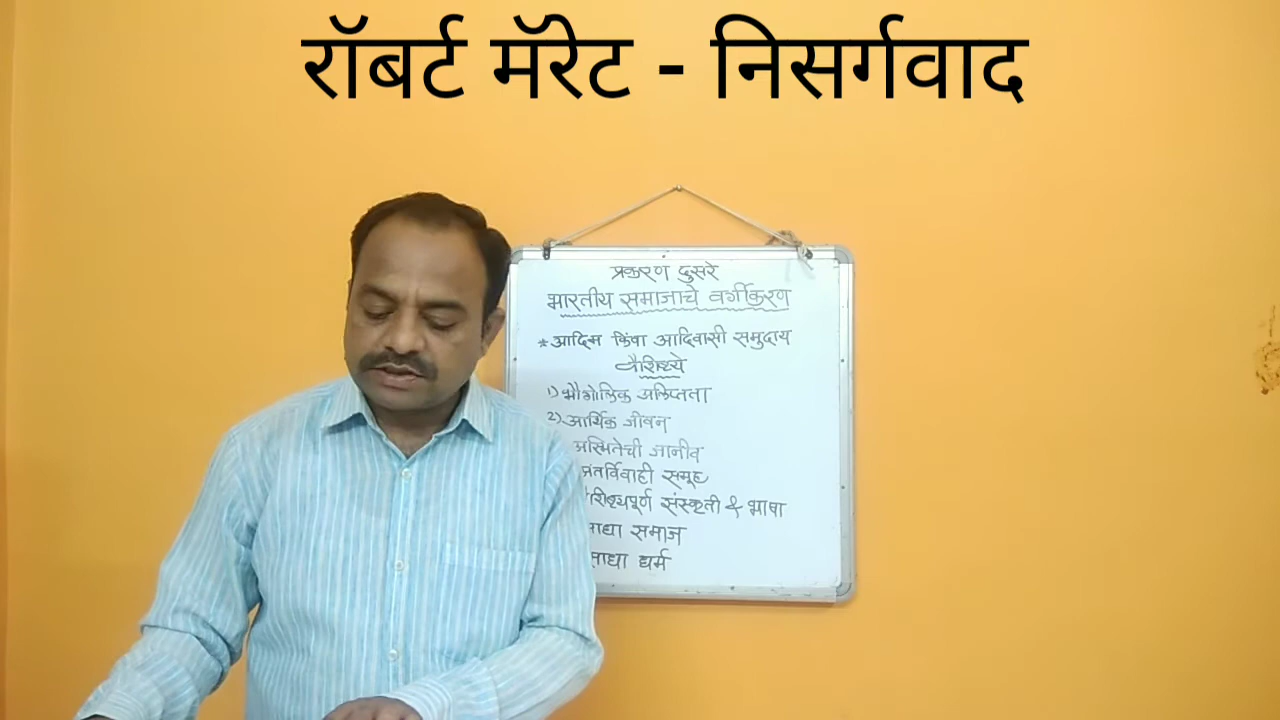 रॉबर्ट मॅरेट - निसर्गवाद
प्रकरण दुसरे
भारतीय समाजाचे वर्गीकरण
* आदिम किंवा आदिवासी समुदाय
वैशिष्ट्ये
1) भौगोलिक अलिप्तता
2) आर्थिक जीवन
अस्मितेची जानीव
अंतर्विवाही समूह
संस्कृती & भाषा
साधा समाज
साधा धर्म